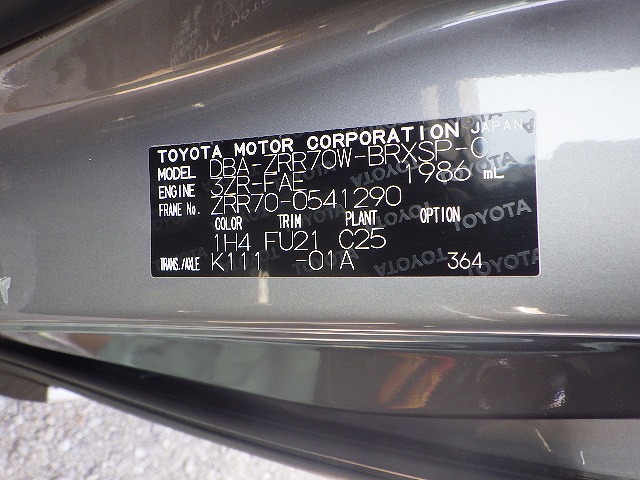 TOYOTA MOTOR CORPORATION JAPAN
MODEL DBA-ZRR70W-BRXSP-C
ENGINE 3ZR-FAE 1986 mL
FRAME No. ZRR70-0541290
COLOR TRIM PLANT OPTION
1H4 FU21 C25
TRANS./AXLE K111 -01A 364